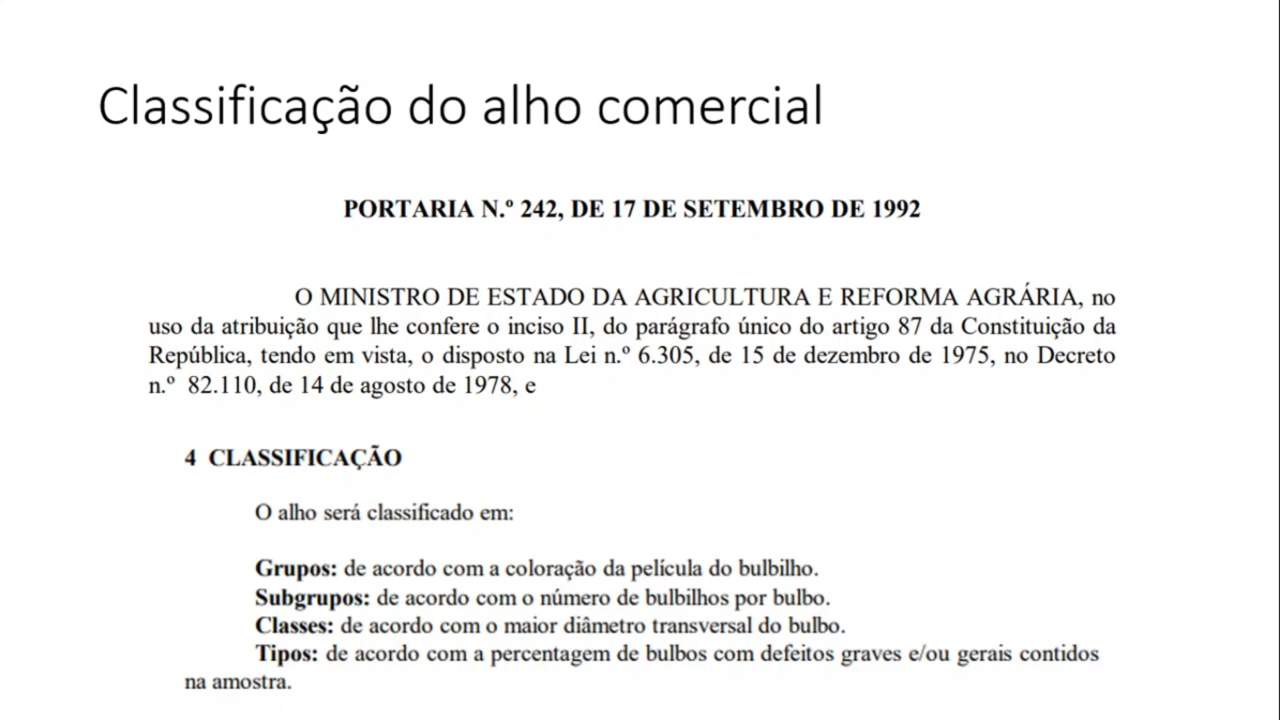 Classificação do alho comercial
PORTARIA N.º 242, DE 17 DE SETEMBRO DE 1992
O MINISTRO DE ESTADO DA AGRICULTURA E REFORMA AGRÁRIA, no
uso da atribuição que lhe confere o inciso II, do parágrafo único do artigo 87 da Constituição da
República, tendo em vista, o disposto na Lei n.º 6.305, de 15 de dezembro de 1975, no Decreto
n.º 82.110, de 14 de agosto de 1978, e
4 CLASSIFICAÇÃO
O alho será classificado em:
Grupos: de acordo com a coloração da película do bulbilho.
Subgrupos: de acordo com o número de bulbilhos por bulbo.
Classes: de acordo com o maior diâmetro transversal do bulbo.
Tipos: de acordo com a percentagem de bulbos com defeitos graves e/ou gerais contidos
na amostra.